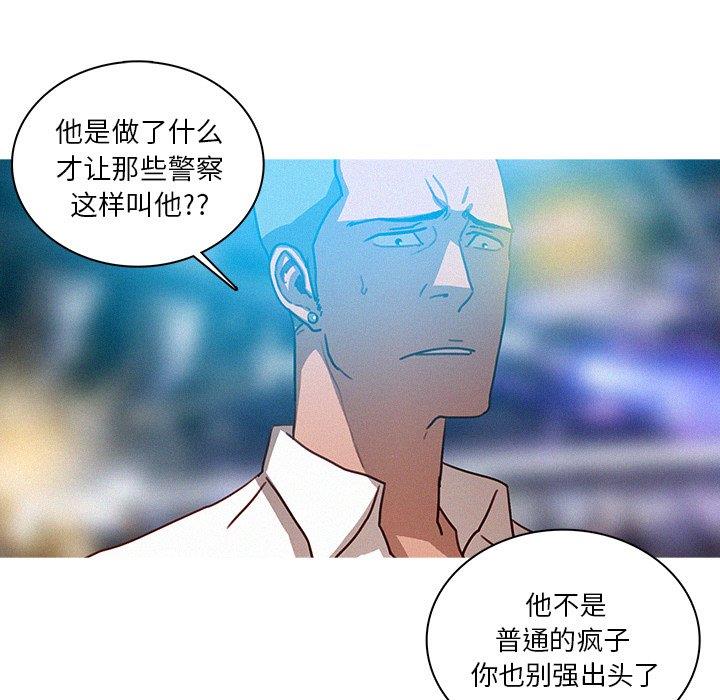 他是做了什么
才让那些警察
这样叫他??
他不是
普通的疯子
你也别强出头了